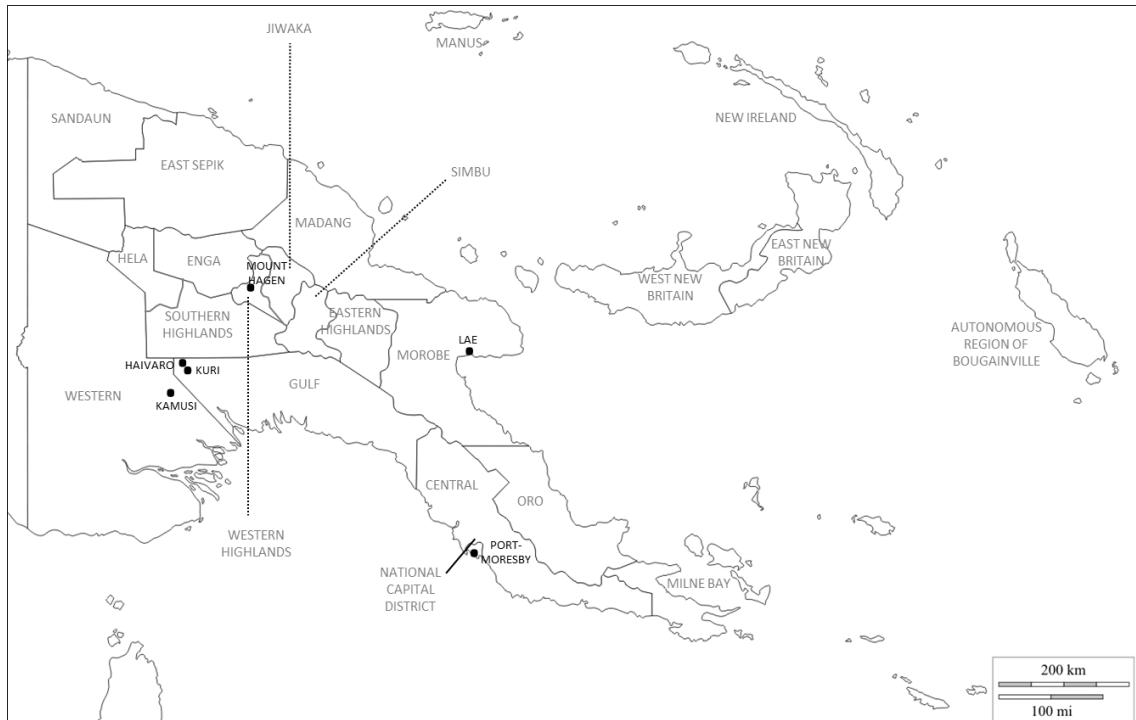 JIWAKA
MANUS
SANDAUN
NEW IRELAND
EAST SEPIK
SIMBU
MADANG
HELA
ENGA
MOUNT
HAGEN
EAST NEW
BRITAIN
WEST NEW
BRITAIN
SOUTHERN
HIGHLANDS
EASTERN
HIGHLANDS
AUTONOMOUS
REGION OF
BOUGAINVILLE
LAE
MOROBE
HAIVARO
KURI
GULF
WESTERN
KAMUSI
CENTRAL
ORO
WESTERN
HIGHLANDS
PORT-
MORESBY
NATIONAL
CAPITAL
DISTRICT
MILNE BAY
200 km
100 mi